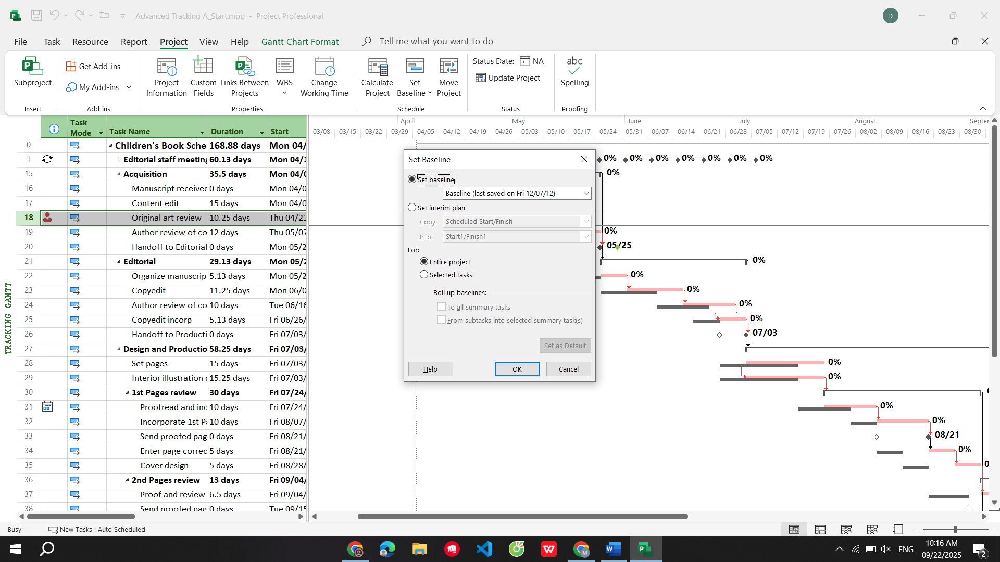 Advanced Tracking A_Start.mpp - Project Professional
D
File Task Resource Report Project View Help Gantt Chart Format Tell me what you want to do
Subproject
Get Add-ins
My Add-ins
Project Information
Custom Fields
Links Between Projects
WBS
Change Working Time
Calculate Project
Set Baseline
Move Project
Status Date: NA
Update Project
abc
Spelling
Insert Add-ins Properties Schedule Status Proofing
Task Mode Task Name Duration Start
April May June July August Septer
03/08 03/15 03/22 03/29 04/05 04/12 04/19 04/26 05/03 05/10 05/17 05/24 05/31 06/07 06/14 06/21 06/28 07/05 07/12 07/19 07/26 08/02 08/09 08/16 08/23 08/30
0 Children's Book Sche 168.88 days Mon 04/
1 Editorial staff meeting 60.13 days Mon 04/1 0% 0% 0% 0% 0% 0% 0%
15 Acquisition 35.5 days Mon 04/0 0%
16 Manuscript received 0 days Mon 04/0
17 Content edit 15 days Mon 04/0
18 Original art review 10.25 days Thu 04/23
19 Author review of co 12 days Thu 05/07 0%
20 Handoff to Editorial 0 days Mon 05/2 05/25
21 Editorial 29.13 days Mon 05/2 0%
22 Organize manuscrip 5.13 days Mon 05/2 0%
23 Copyedit 11.25 days Mon 06/0 0%
24 Author review of co 10 days Tue 06/16 0%
25 Copyedit incorp 5.13 days Fri 06/26/ 0%
26 Handoff to Producti 0 days Fri 07/03/ 07/03
27 Design and Productio 58.25 days Fri 07/03/
28 Set pages 15 days Fri 07/03/ 0%
29 Interior illustration 15.25 days Fri 07/03/ 0%
30 1st Pages review 30 days Fri 07/24/
31 Proofread and inc 10 days Fri 07/24/ 0%
32 Incorporate 1st P 10 days Fri 08/07/ 0%
33 Send proofed pag 0 days Fri 08/21/ 08/21
34 Enter page correc 5 days Fri 08/21/ 0%
35 Cover design 5 days Fri 08/28/ 0
36 2nd Pages review 13 days Fri 09/04/
37 Proof and review 6.5 days Fri 09/04/
38 Send proofed pag 0 days Tue 09/15
TRACKING GANTT
Set Baseline
Set baseline
Baseline (last saved on Fri 12/07/12)
Set interim plan
Copy: Scheduled Start/Finish
Into: Start1/Finish1
For:
Entire project
Selected tasks
Roll up baselines:
To all summary tasks
From subtasks into selected summary task(s)
Set as Default
Help OK Cancel
Busy New Tasks : Auto Scheduled
ENG
10:16 AM
09/22/2025
2